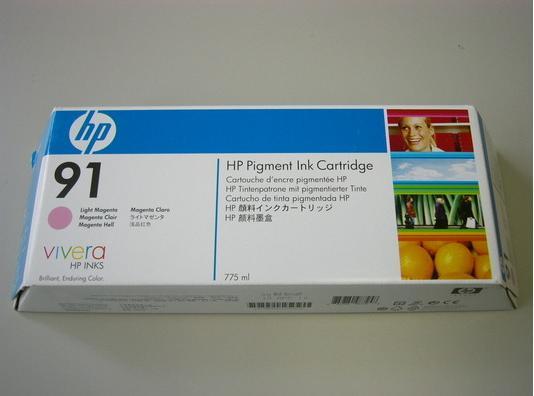 hp
91
Light Magenta
Magenta Clair
Magenta Hell
Magenta Claro
ライトマゼンタ
浅品红色
vivera
HP INKS
Brilliant, Enduring Color.
HP Pigment Ink Cartridge
Cartouche d'encre pigmentée HP
HP Tintenpatrone mit pigmentierter Tinte
Cartucho de tinta pigmentada HP
HP 顔料インクカートリッジ
HP 颜料墨盒
775 ml
hp